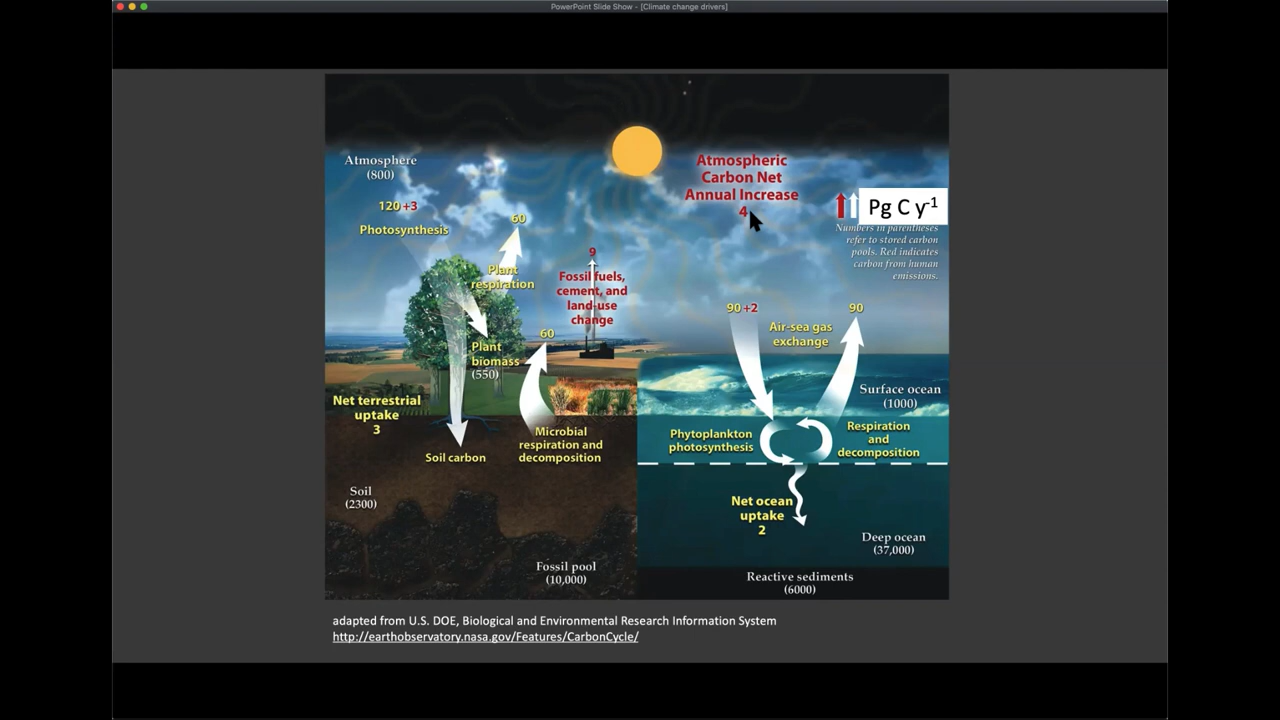 PowerPoint Slide Show - [Climate change drivers]
Atmosphere
(800)
120 +3
Photosynthesis
60
Plant
respiration
9
Fossil fuels,
cement, and
land-use
change
Plant
biomass
(550)
60
Net terrestrial
uptake
3
Soil carbon
Microbial
respiration and
decomposition
Soil
(2300)
Fossil pool
(10,000)
Atmospheric
Carbon Net
Annual Increase
4
Pg C y-1
Numbers in parentheses
refer to stored carbon
pools. Red indicates
carbon from human
emissions.
90 +2
Air-sea gas
exchange
90
Surface ocean
(1000)
Phytoplankton
photosynthesis
Respiration
and
decomposition
Net ocean
uptake
2
Deep ocean
(37,000)
Reactive sediments
(6000)
adapted from U.S. DOE, Biological and Environmental Research Information System
http://earthobservatory.nasa.gov/Features/CarbonCycle/